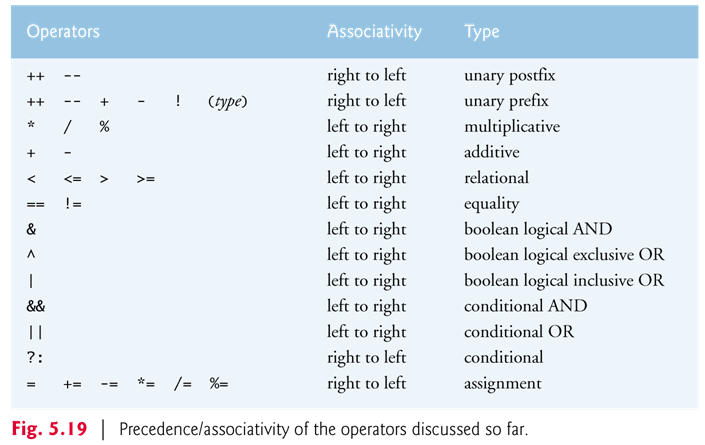 Operators Associativity Type
++ -- right to left unary postfix
++ -- + - ! (type) right to left unary prefix
* / % left to right multiplicative
+ - left to right additive
< <= > >= left to right relational
== != left to right equality
& left to right boolean logical AND
^ left to right boolean logical exclusive OR
| left to right boolean logical inclusive OR
&& left to right conditional AND
|| left to right conditional OR
?: right to left conditional
= += -= *= /= %= right to left assignment
Fig. 5.19 | Precedence/associativity of the operators discussed so far.